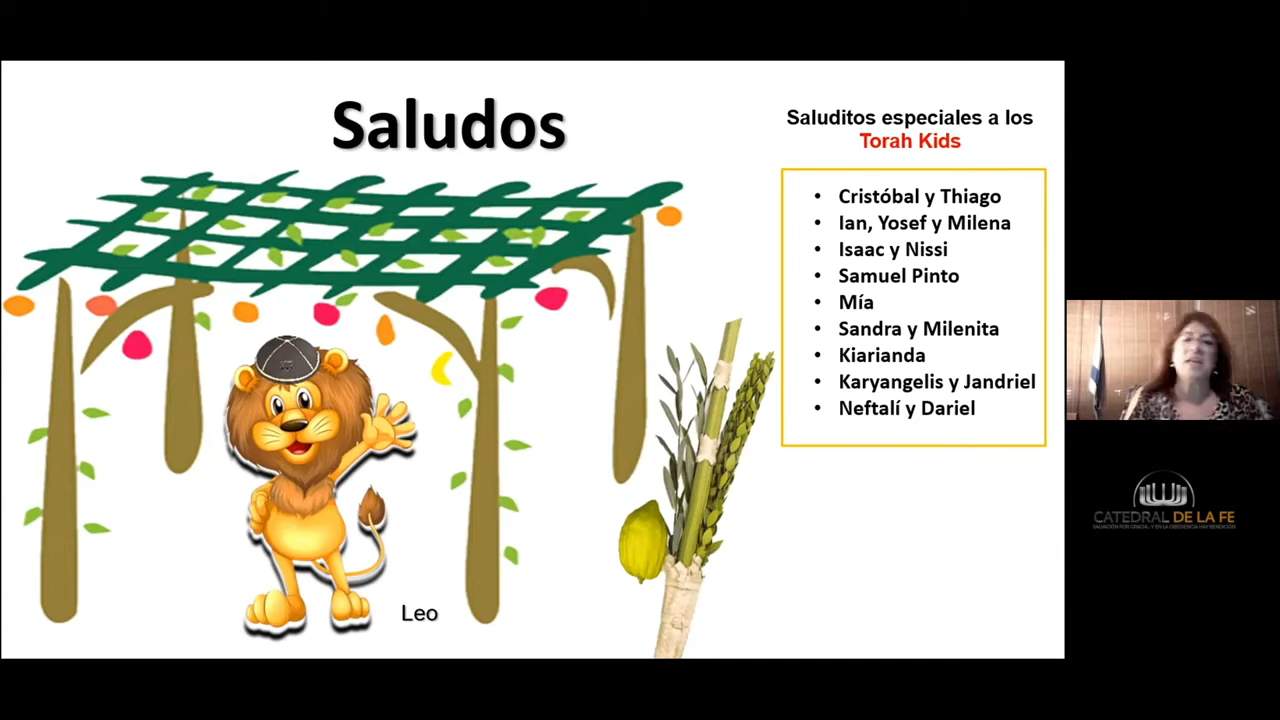 Saludos
Saluditos especiales a los
Torah Kids
• Cristóbal y Thiago
• Ian, Yosef y Milena
• Isaac y Nissi
• Samuel Pinto
• Mía
• Sandra y Milenita
• Kiarianda
• Karyangelis y Jandriel
• Neftalí y Dariel
Leo
CATEDRAL DE LA FE
SALVACIÓN POR GRACIA, Y EN LA OBEDIENCIA HAY BENDICIÓN